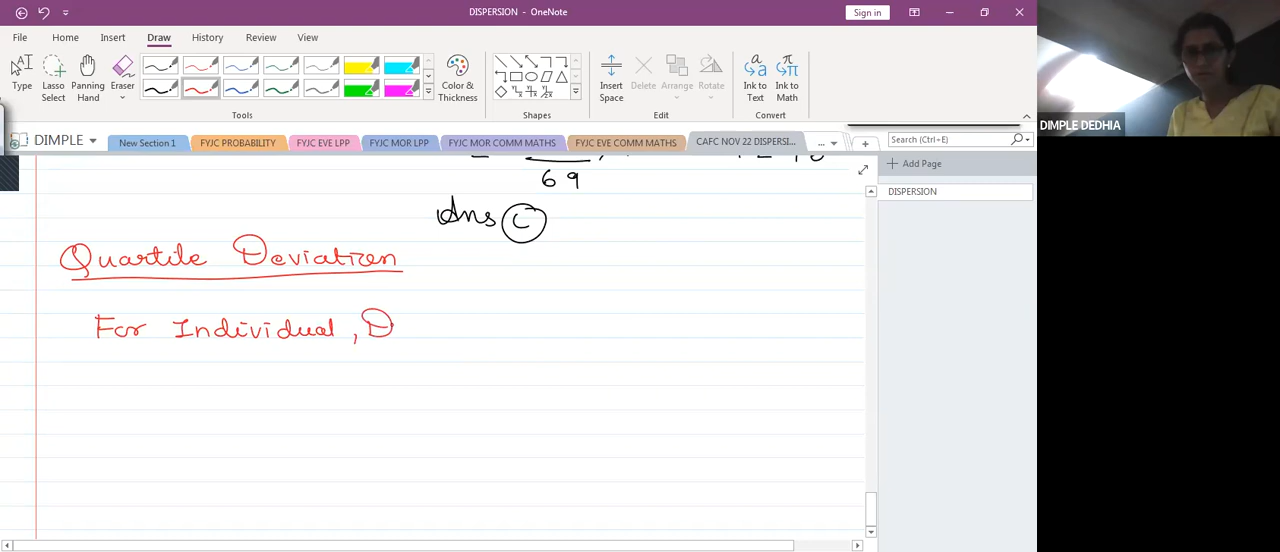 DISPERSION - OneNote
Sign in
File Home Insert Draw History Review View
Type Lasso Select Panning Hand Eraser Color & Thickness Insert Space Delete Arrange Rotate Ink to Text Ink to Math
Tools Shapes Edit Convert
DIMPLE New Section 1 FYJC PROBABILITY FYJC EVE LPP FYJC MOR LPP FYJC MOR COMM MATHS FYJC EVE COMM MATHS CAFC NOV 22 DISPERSI... ... Search (Ctrl+E)
DIMPLE DEDHIA
Add Page
DISPERSION
69
Ans C
Quartile Deviation
For Individual, D